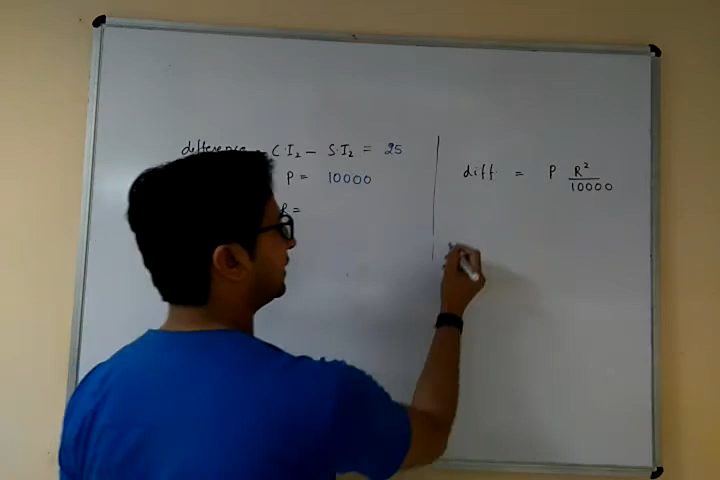 difference = C.I₂ - S.I₂ = 25
P = 10000
R =
diff = P R²/10000